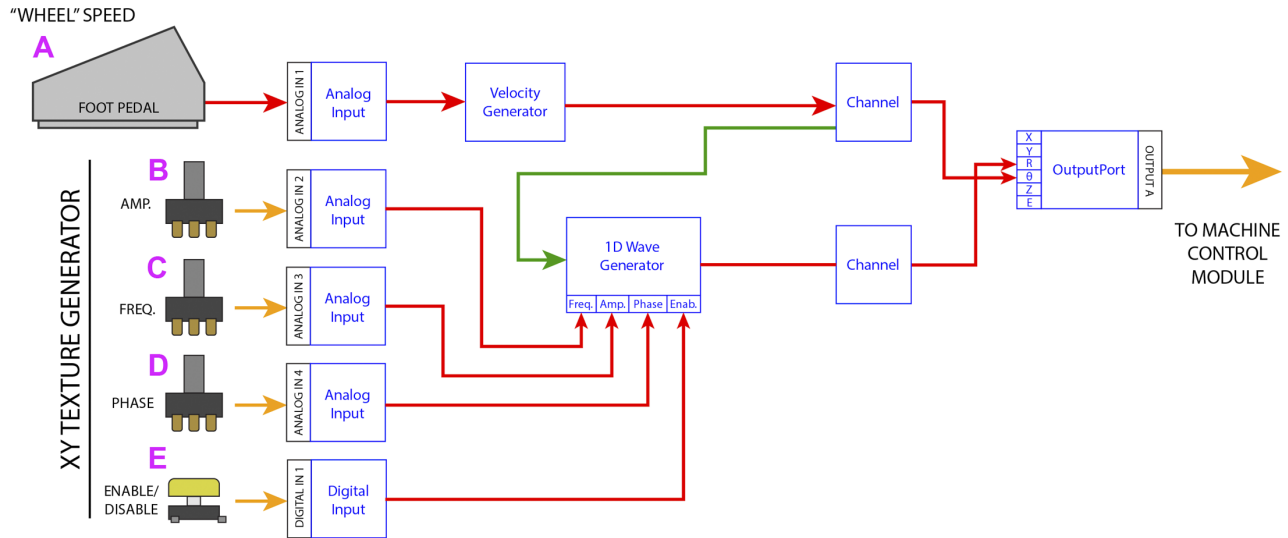 “WHEEL” SPEED
A
FOOT PEDAL
ANALOG IN 1
Analog
Input
Velocity
Generator
Channel
X
Y
R
θ
Z
E
OutputPort
OUTPUT A
TO MACHINE
CONTROL
MODULE
XY TEXTURE GENERATOR
B
AMP.
ANALOG IN 2
Analog
Input
1D Wave
Generator
Freq.
Amp.
Phase
Enab.
Channel
C
FREQ.
ANALOG IN 3
Analog
Input
D
PHASE
ANALOG IN 4
Analog
Input
E
ENABLE/
DISABLE
DIGITAL IN 1
Digital
Input